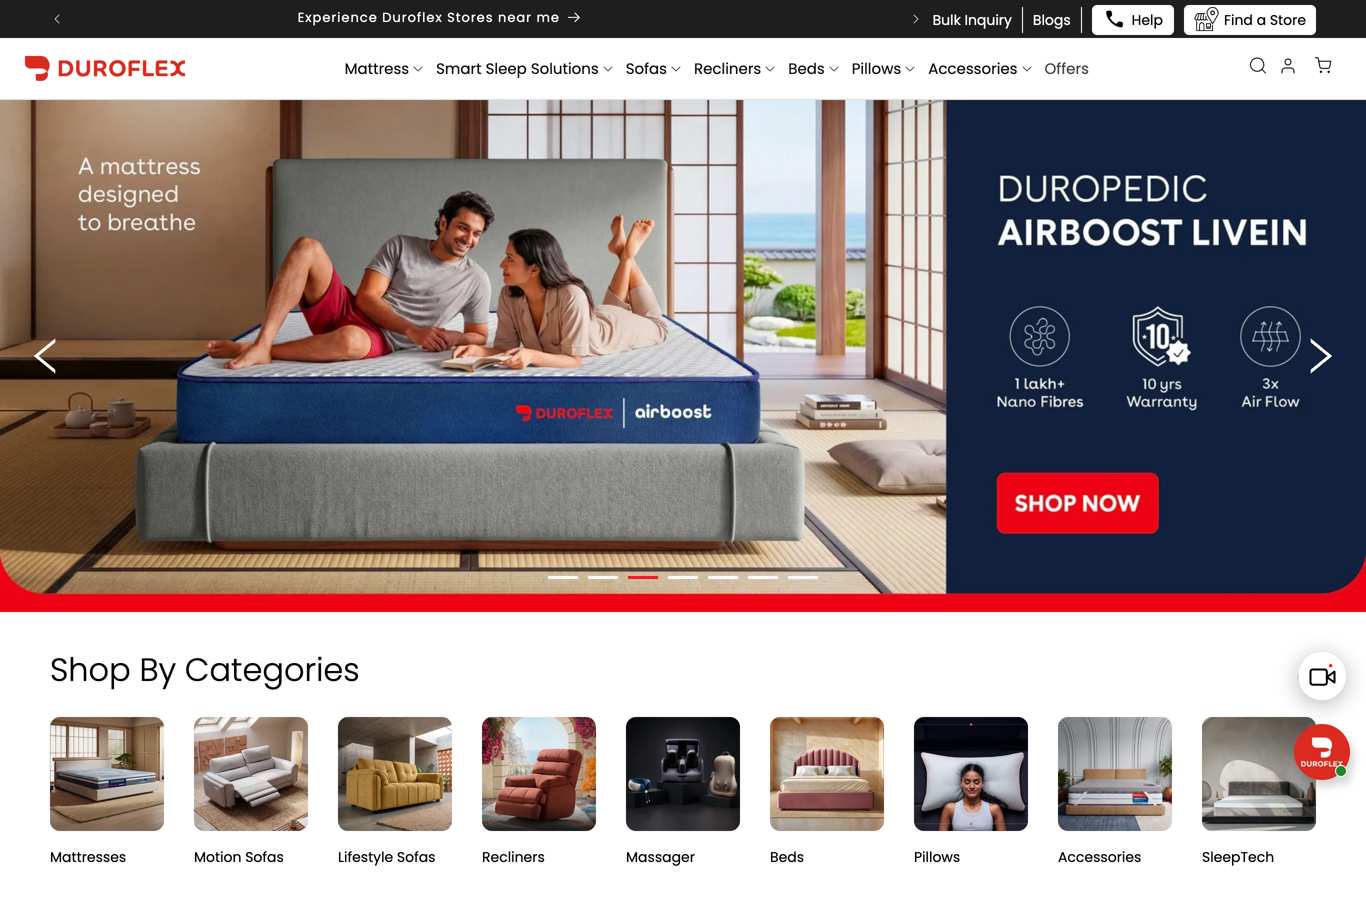 Experience Duroflex Stores near me →
Bulk Inquiry
Blogs
Help
Find a Store
DUROFLEX
Mattress
Smart Sleep Solutions
Sofas
Recliners
Beds
Pillows
Accessories
Offers
A mattress
designed
to breathe
DUROFLEX | airboost
DUROPEDIC
AIRBOOST LIVEIN
10
1 lakh+
Nano Fibres
10 yrs
Warranty
3x
Air Flow
SHOP NOW
Shop By Categories
DUROFLEX
Mattresses
Motion Sofas
Lifestyle Sofas
Recliners
Massager
Beds
Pillows
Accessories
SleepTech